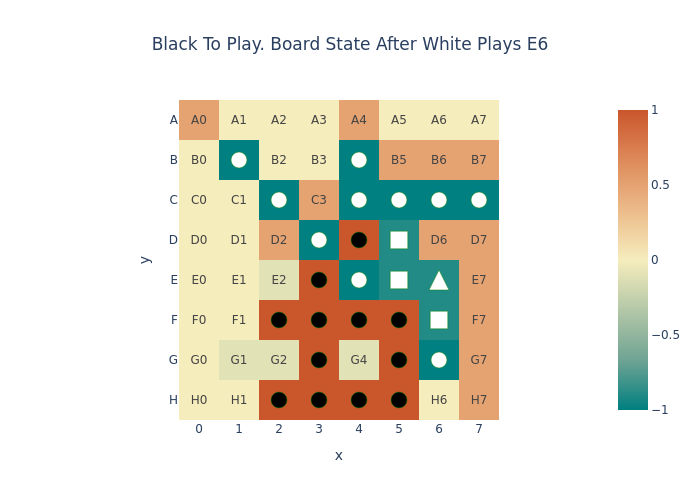 Black To Play. Board State After White Plays E6
A A0 A1 A2 A3 A4 A5 A6 A7
B B0 B2 B3 B5 B6 B7
C C0 C1 C3
D D0 D1 D2 D6 D7
E E0 E1 E2 E7
F F0 F1 F7
G G0 G1 G2 G4 G7
H H0 H1 H6 H7
0 1 2 3 4 5 6 7
x
y
1
0.5
0
−0.5
−1